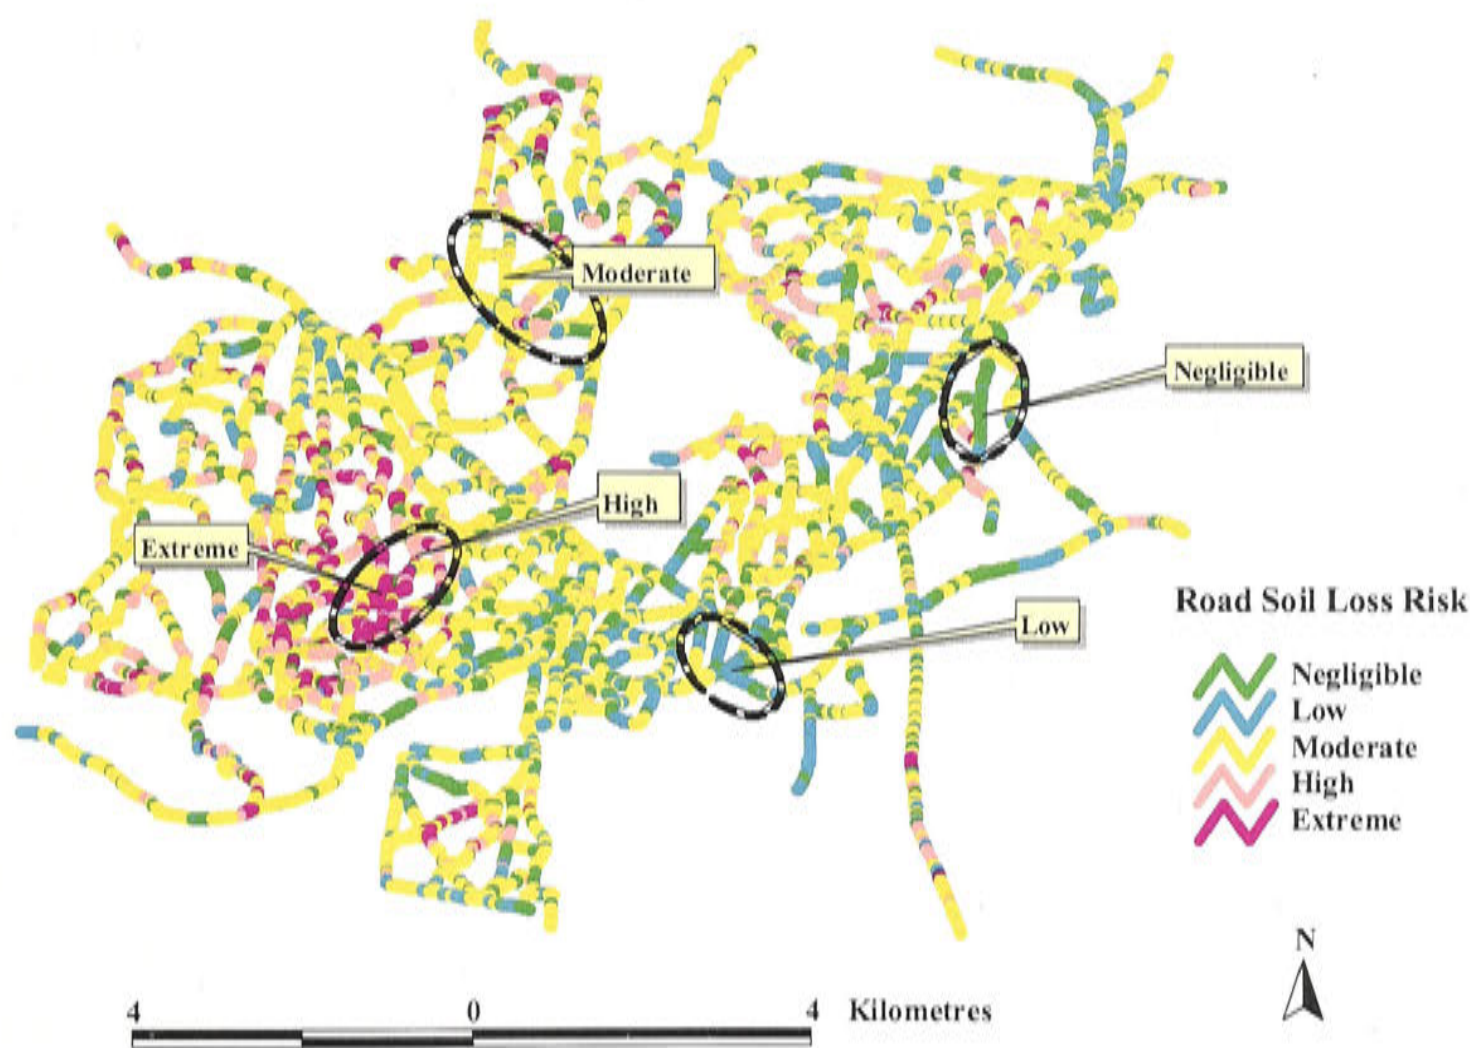 Moderate
Negligible
High
Extreme
Low
Road Soil Loss Risk
Negligible
Low
Moderate
High
Extreme
N
4 0 4 Kilometres